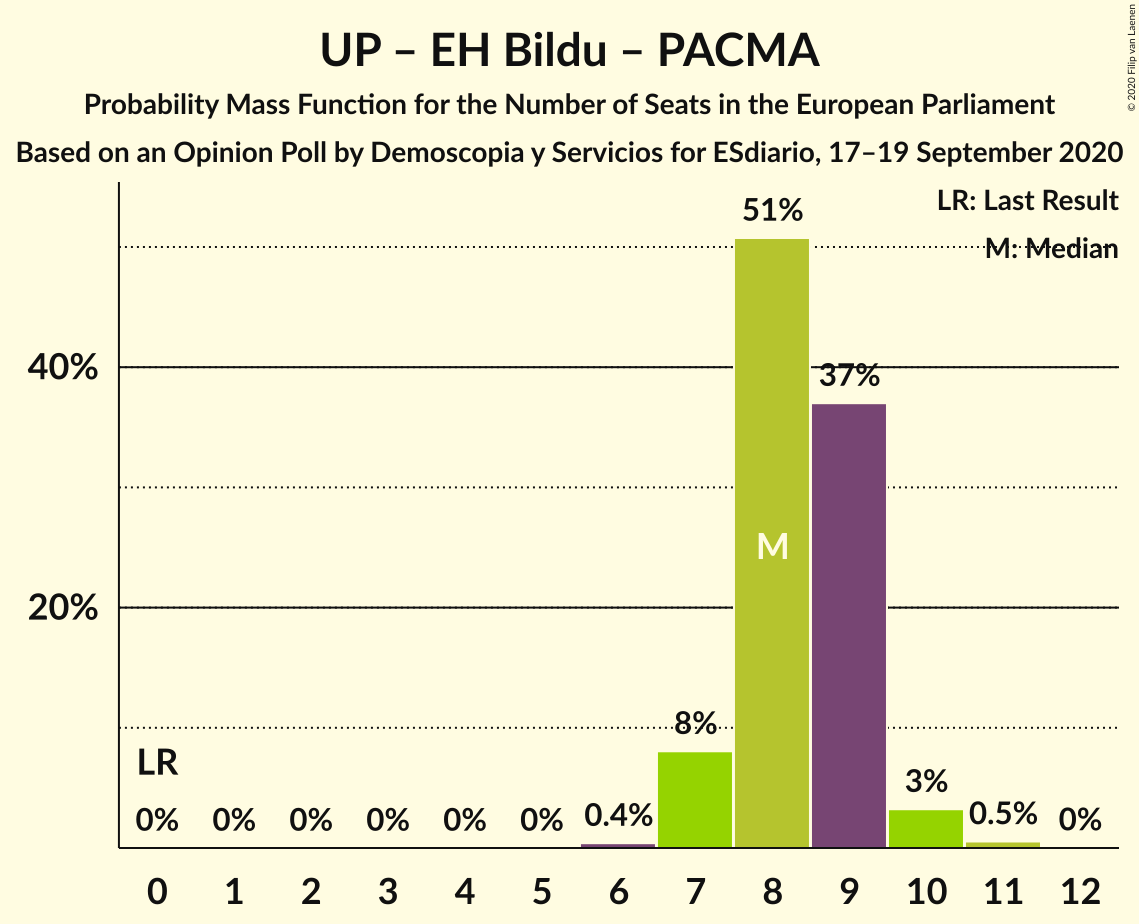 UP – EH Bildu – PACMA
Probability Mass Function for the Number of Seats in the European Parliament
Based on an Opinion Poll by Demoscopia y Servicios for ESdiario, 17–19 September 2020
© 2020 Filip van Laenen
LR: Last Result
M: Median
51%
40%
37%
M
20%
8%
LR
3%
0% 0% 0% 0% 0% 0% 0.4% 0.5% 0%
0 1 2 3 4 5 6 7 8 9 10 11 12